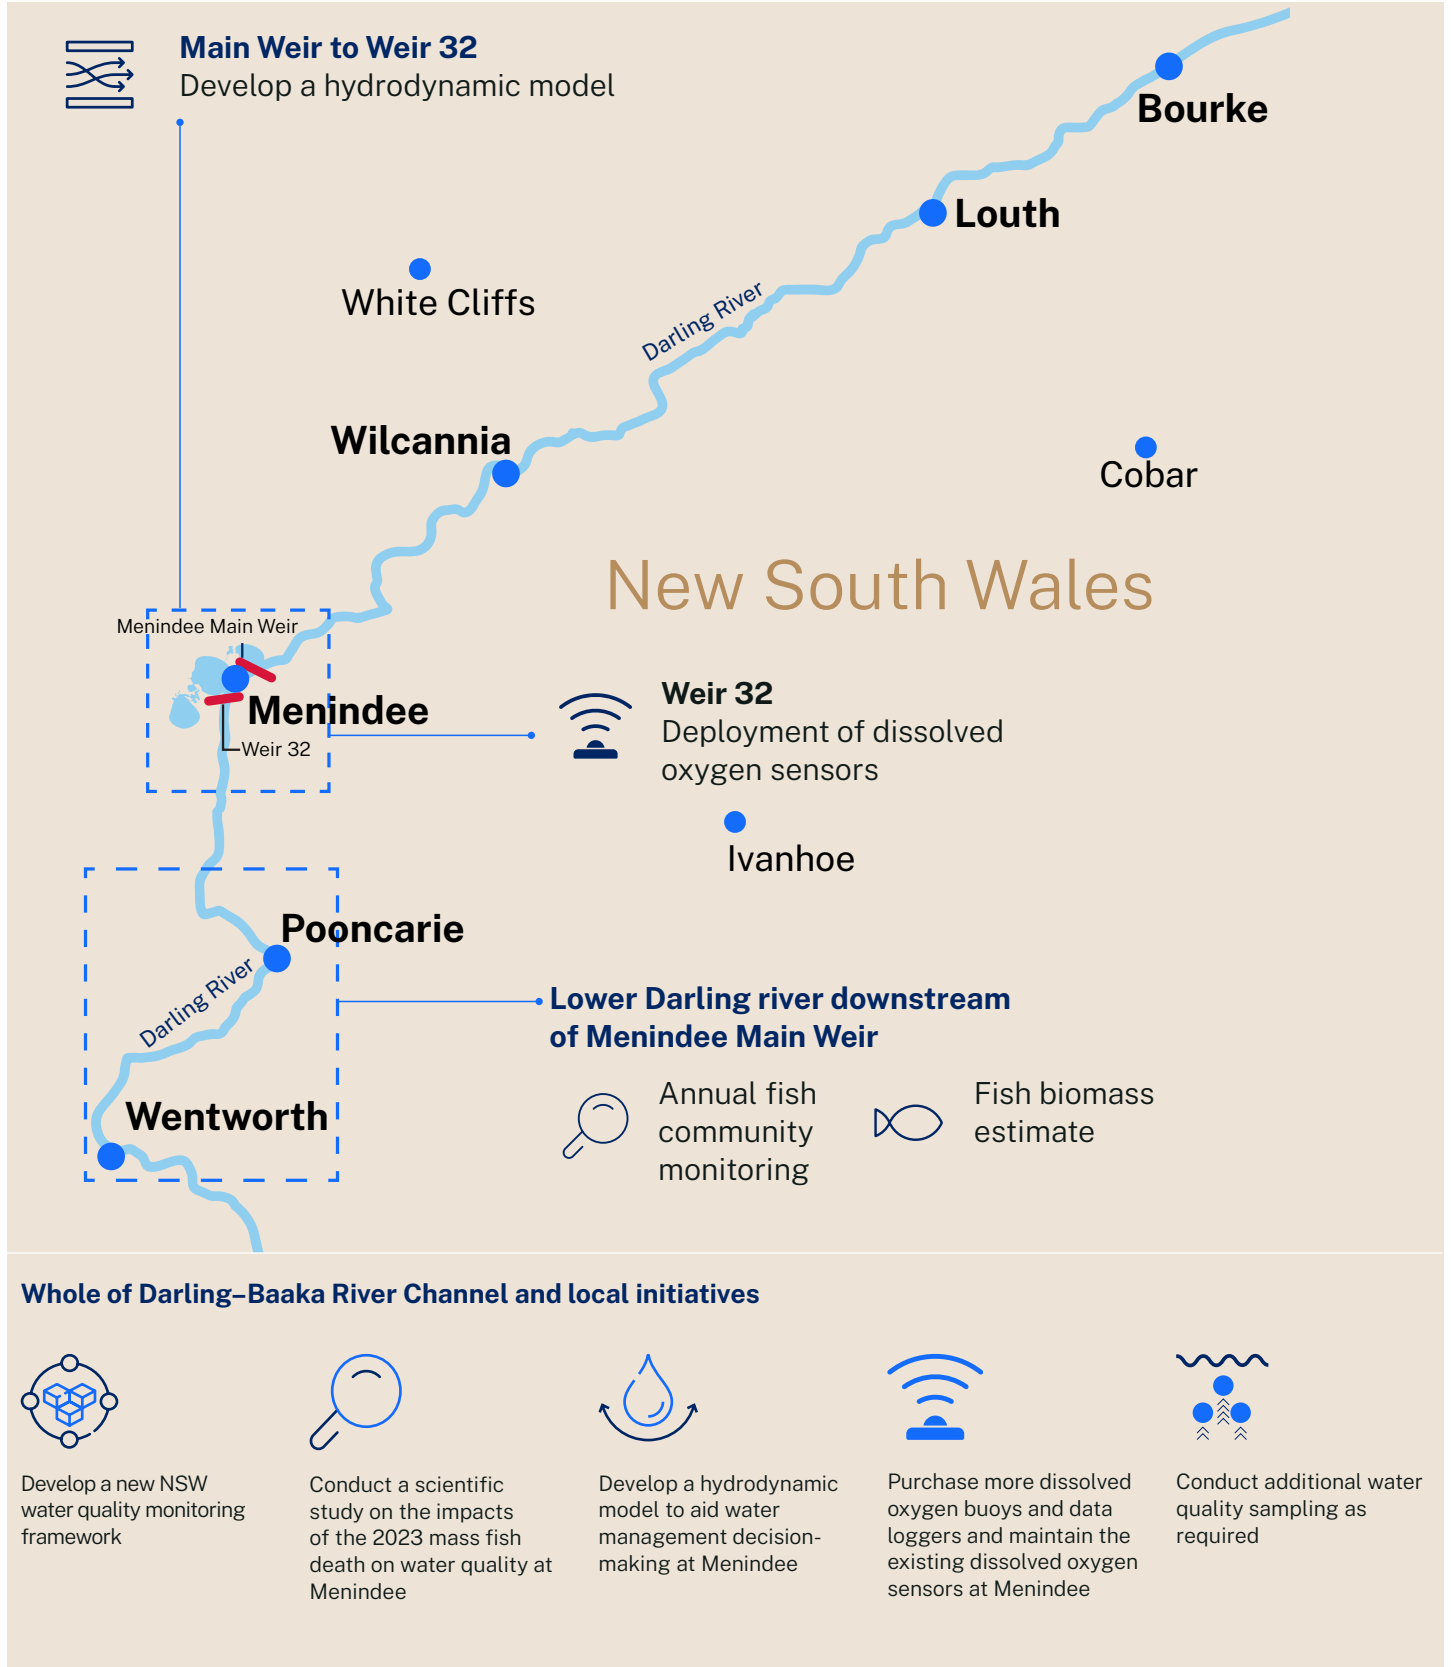 Main Weir to Weir 32
Develop a hydrodynamic model
Bourke
Louth
White Cliffs
Darling River
Wilcannia
Cobar
New South Wales
Menindee Main Weir
Menindee
Weir 32
Weir 32
Deployment of dissolved
oxygen sensors
Ivanhoe
Pooncarie
Darling River
Lower Darling river downstream
of Menindee Main Weir
Annual fish
community
monitoring
Fish biomass
estimate
Wentworth
Whole of Darling–Baaka River Channel and local initiatives
Develop a new NSW
water quality monitoring
framework
Conduct a scientific
study on the impacts
of the 2023 mass fish
death on water quality at
Menindee
Develop a hydrodynamic
model to aid water
management decision-
making at Menindee
Purchase more dissolved
oxygen buoys and data
loggers and maintain the
existing dissolved oxygen
sensors at Menindee
Conduct additional water
quality sampling as
required